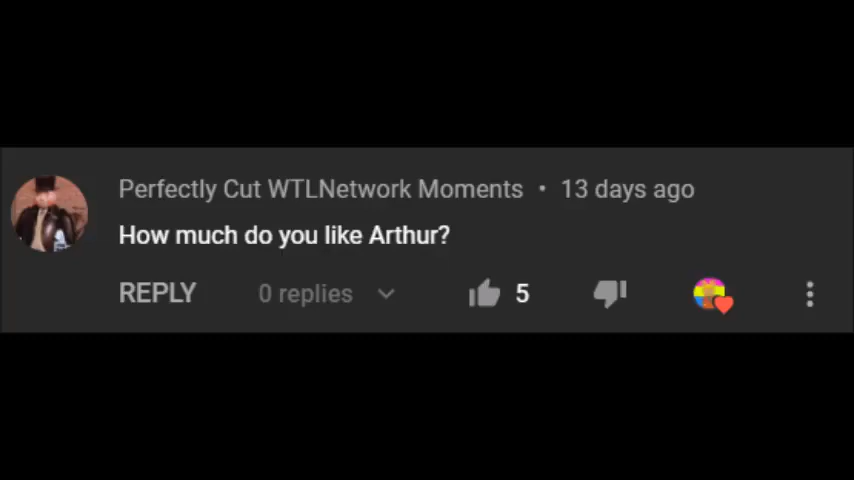 Perfectly Cut WTLNetwork Moments • 13 days ago
How much do you like Arthur?
REPLY 0 replies 5